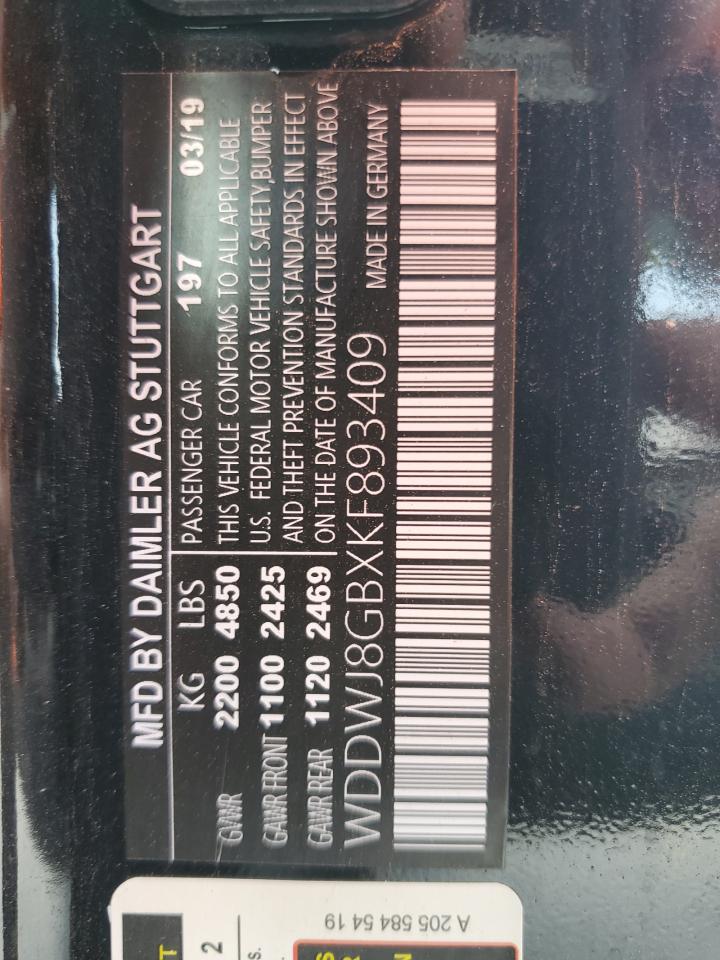 MFD BY DAIMLER AG STUTTGART
KG LBS
GVWR 2200 4850
GAWR FRONT 1100 2425
GAWR REAR 1120 2469
PASSENGER CAR 197 03/19
THIS VEHICLE CONFORMS TO ALL APPLICABLE
U.S. FEDERAL MOTOR VEHICLE SAFETY,BUMPER
AND THEFT PREVENTION STANDARDS IN EFFECT
ON THE DATE OF MANUFACTURE SHOWN ABOVE
WDDWJ8GBXKF893409 MADE IN GERMANY
A 205 584 54 19
2